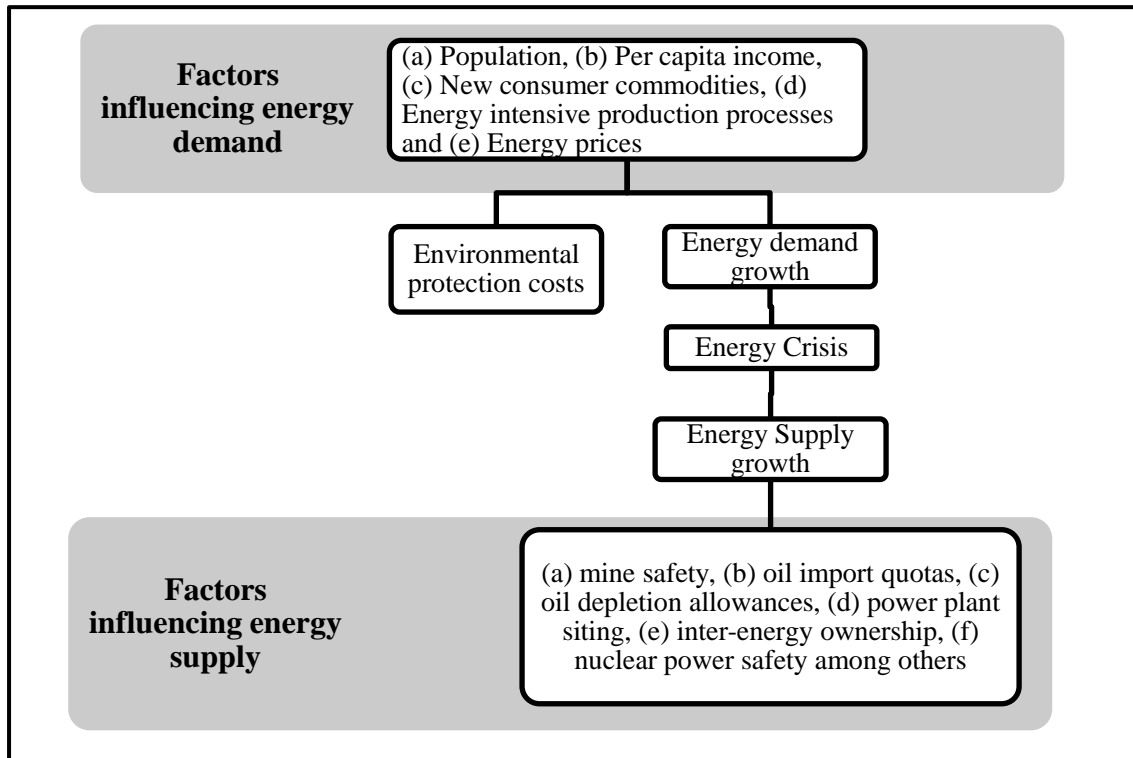 Factors
influencing energy
demand
(a) Population, (b) Per capita income,
(c) New consumer commodities, (d)
Energy intensive production processes
and (e) Energy prices
Environmental
protection costs
Energy demand
growth
Energy Crisis
Energy Supply
growth
Factors
influencing energy
supply
(a) mine safety, (b) oil import quotas, (c)
oil depletion allowances, (d) power plant
siting, (e) inter-energy ownership, (f)
nuclear power safety among others